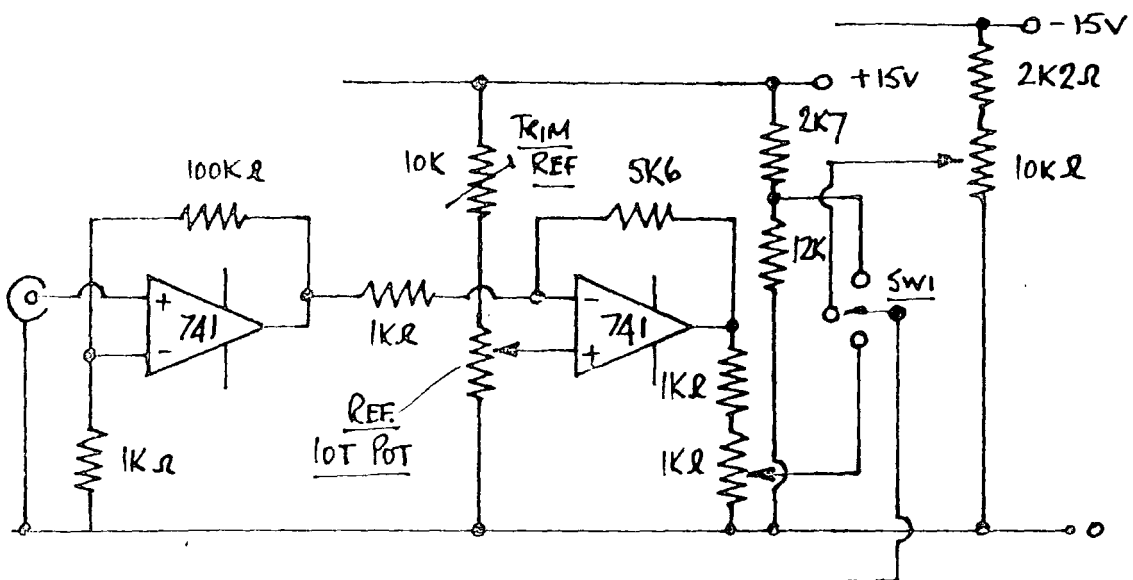 -15V
+15V
2K2Ω
2K7
TRIM
REF
10K
5K6
10KΩ
100KΩ
12K
SW1
+
741
-
1KΩ
-
741
+
1KΩ
REF.
10T POT
1KΩ
1KΩ
0